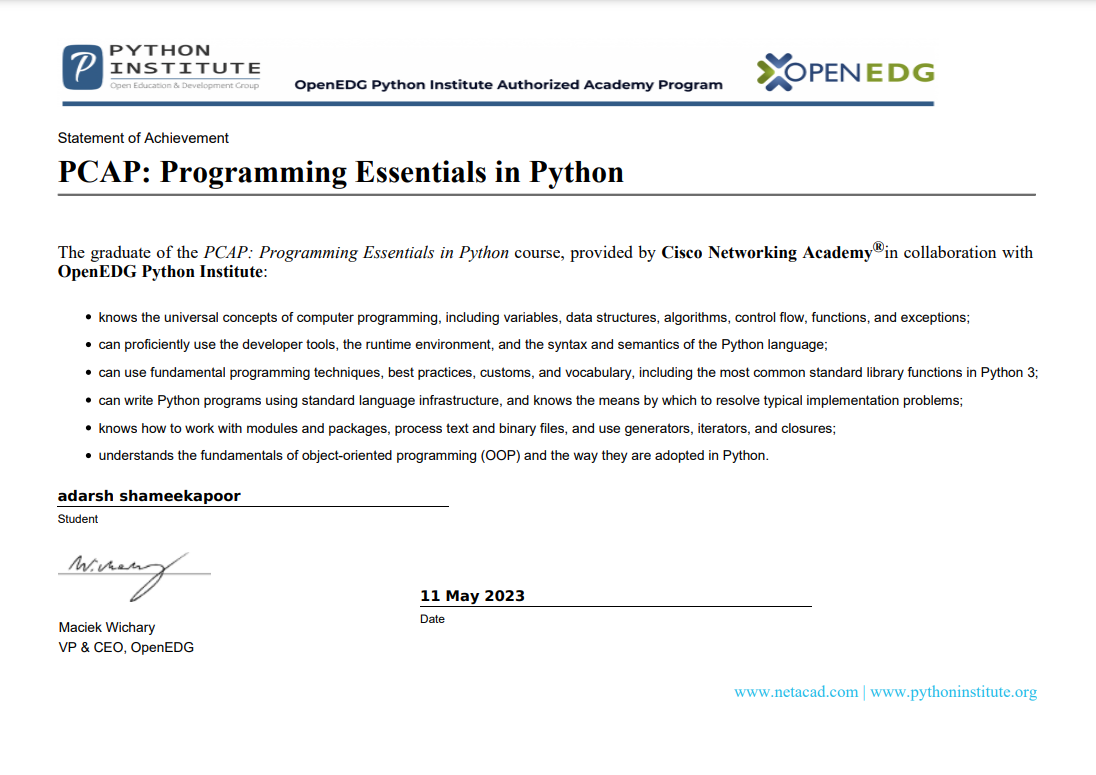 PYTHON
INSTITUTE
Open Education & Development Group
OpenEDG Python Institute Authorized Academy Program
OPENEDG
Statement of Achievement
PCAP: Programming Essentials in Python
The graduate of the PCAP: Programming Essentials in Python course, provided by Cisco Networking Academy®in collaboration with
OpenEDG Python Institute:
• knows the universal concepts of computer programming, including variables, data structures, algorithms, control flow, functions, and exceptions;
• can proficiently use the developer tools, the runtime environment, and the syntax and semantics of the Python language;
• can use fundamental programming techniques, best practices, customs, and vocabulary, including the most common standard library functions in Python 3;
• can write Python programs using standard language infrastructure, and knows the means by which to resolve typical implementation problems;
• knows how to work with modules and packages, process text and binary files, and use generators, iterators, and closures;
• understands the fundamentals of object-oriented programming (OOP) and the way they are adopted in Python.
adarsh shameekapoor
Student
Maciek Wichary
VP & CEO, OpenEDG
11 May 2023
Date
www.netacad.com | www.pythoninstitute.org